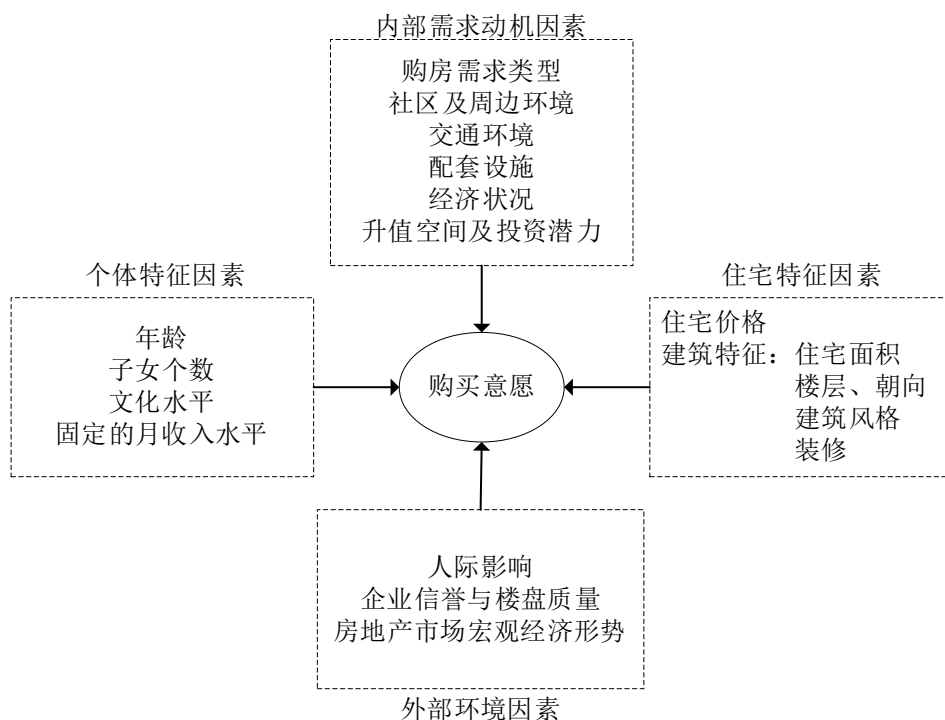 内部需求动机因素
购房需求类型
社区及周边环境
交通环境
配套设施
经济状况
升值空间及投资潜力
个体特征因素
年龄
子女个数
文化水平
固定的月收入水平
购买意愿
住宅特征因素
住宅价格
建筑特征：住宅面积
楼层、朝向
建筑风格
装修
人际影响
企业信誉与楼盘质量
房地产市场宏观经济形势
外部环境因素